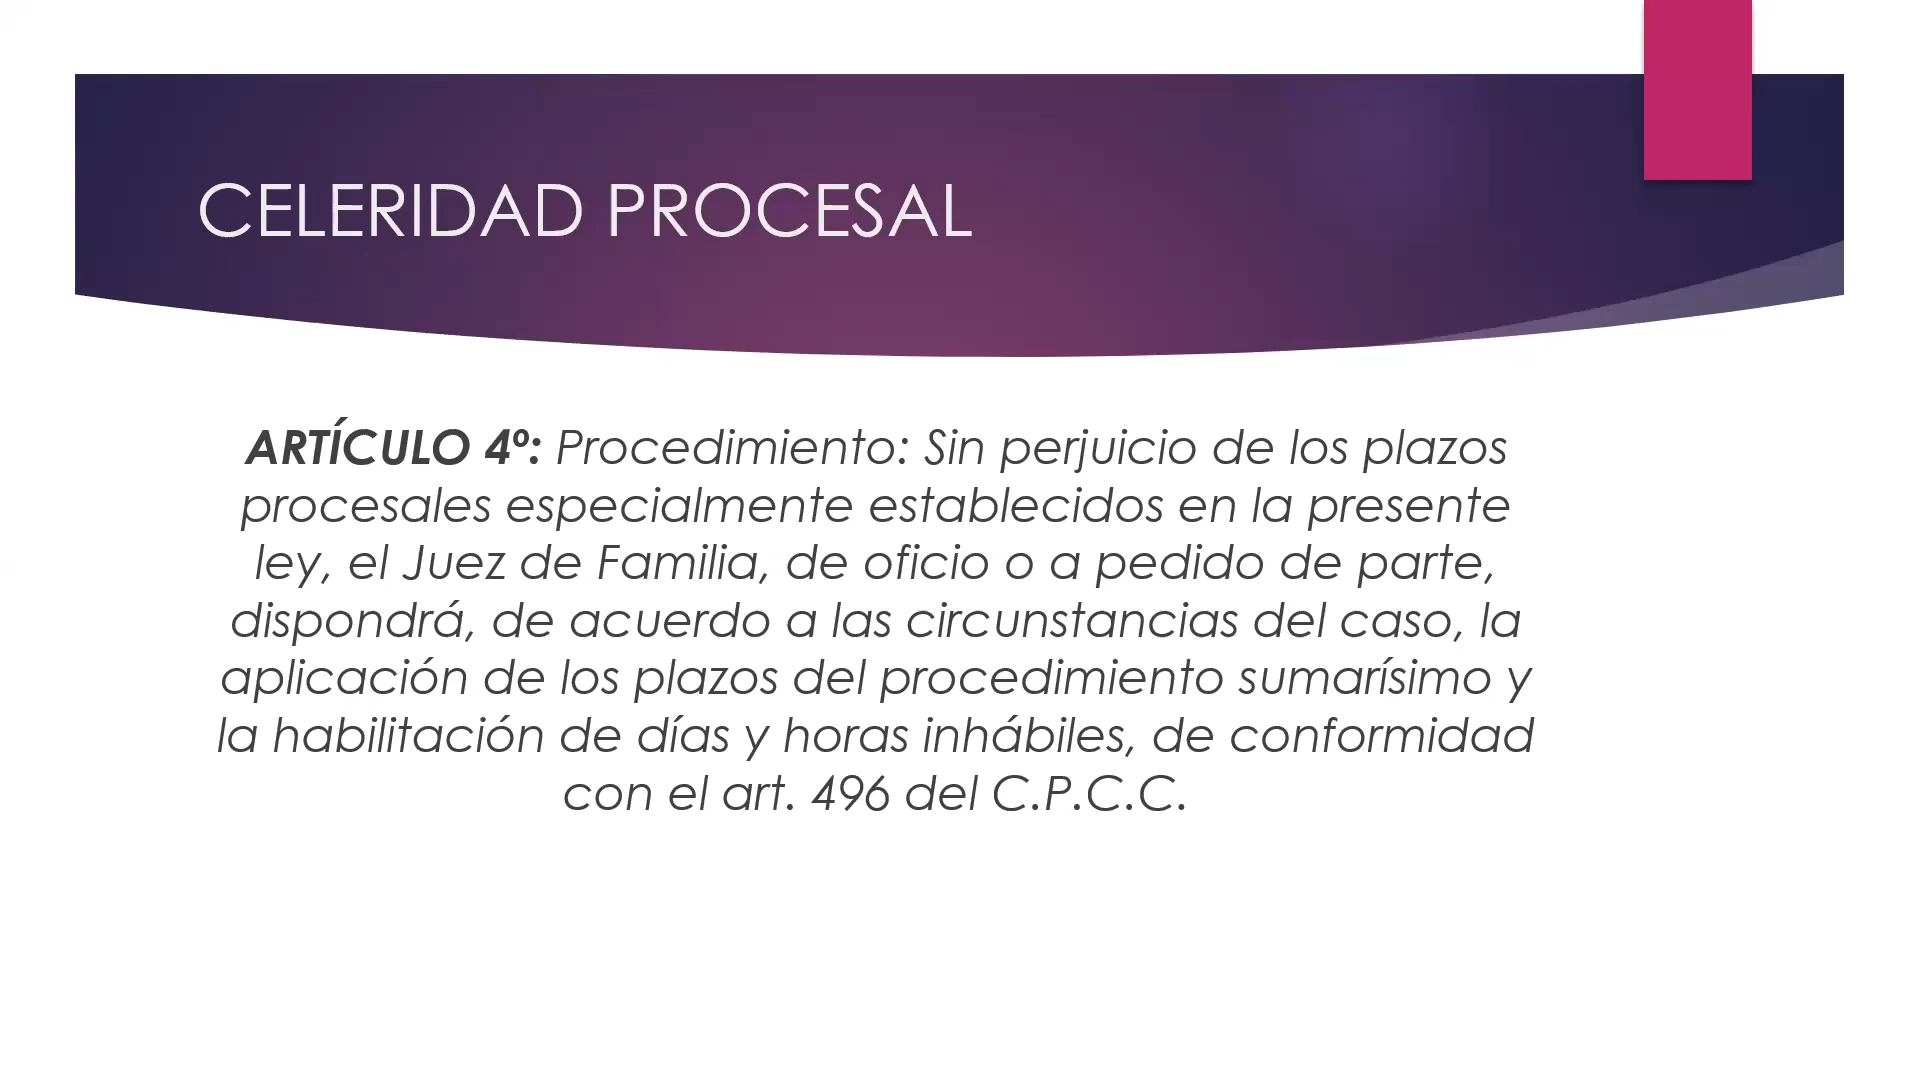 CELERIDAD PROCESAL
ARTÍCULO 4º: Procedimiento: Sin perjuicio de los plazos
procesales especialmente establecidos en la presente
ley, el Juez de Familia, de oficio o a pedido de parte,
dispondrá, de acuerdo a las circunstancias del caso, la
aplicación de los plazos del procedimiento sumarísimo y
la habilitación de días y horas inhábiles, de conformidad
con el art. 496 del C.P.C.C.